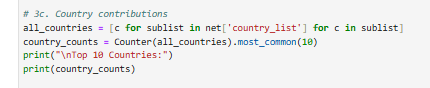 # 3c. Country contributions
all_countries = [c for sublist in net['country_list'] for c in sublist]
country_counts = Counter(all_countries).most_common(10)
print("\nTop 10 Countries:")
print(country_counts)